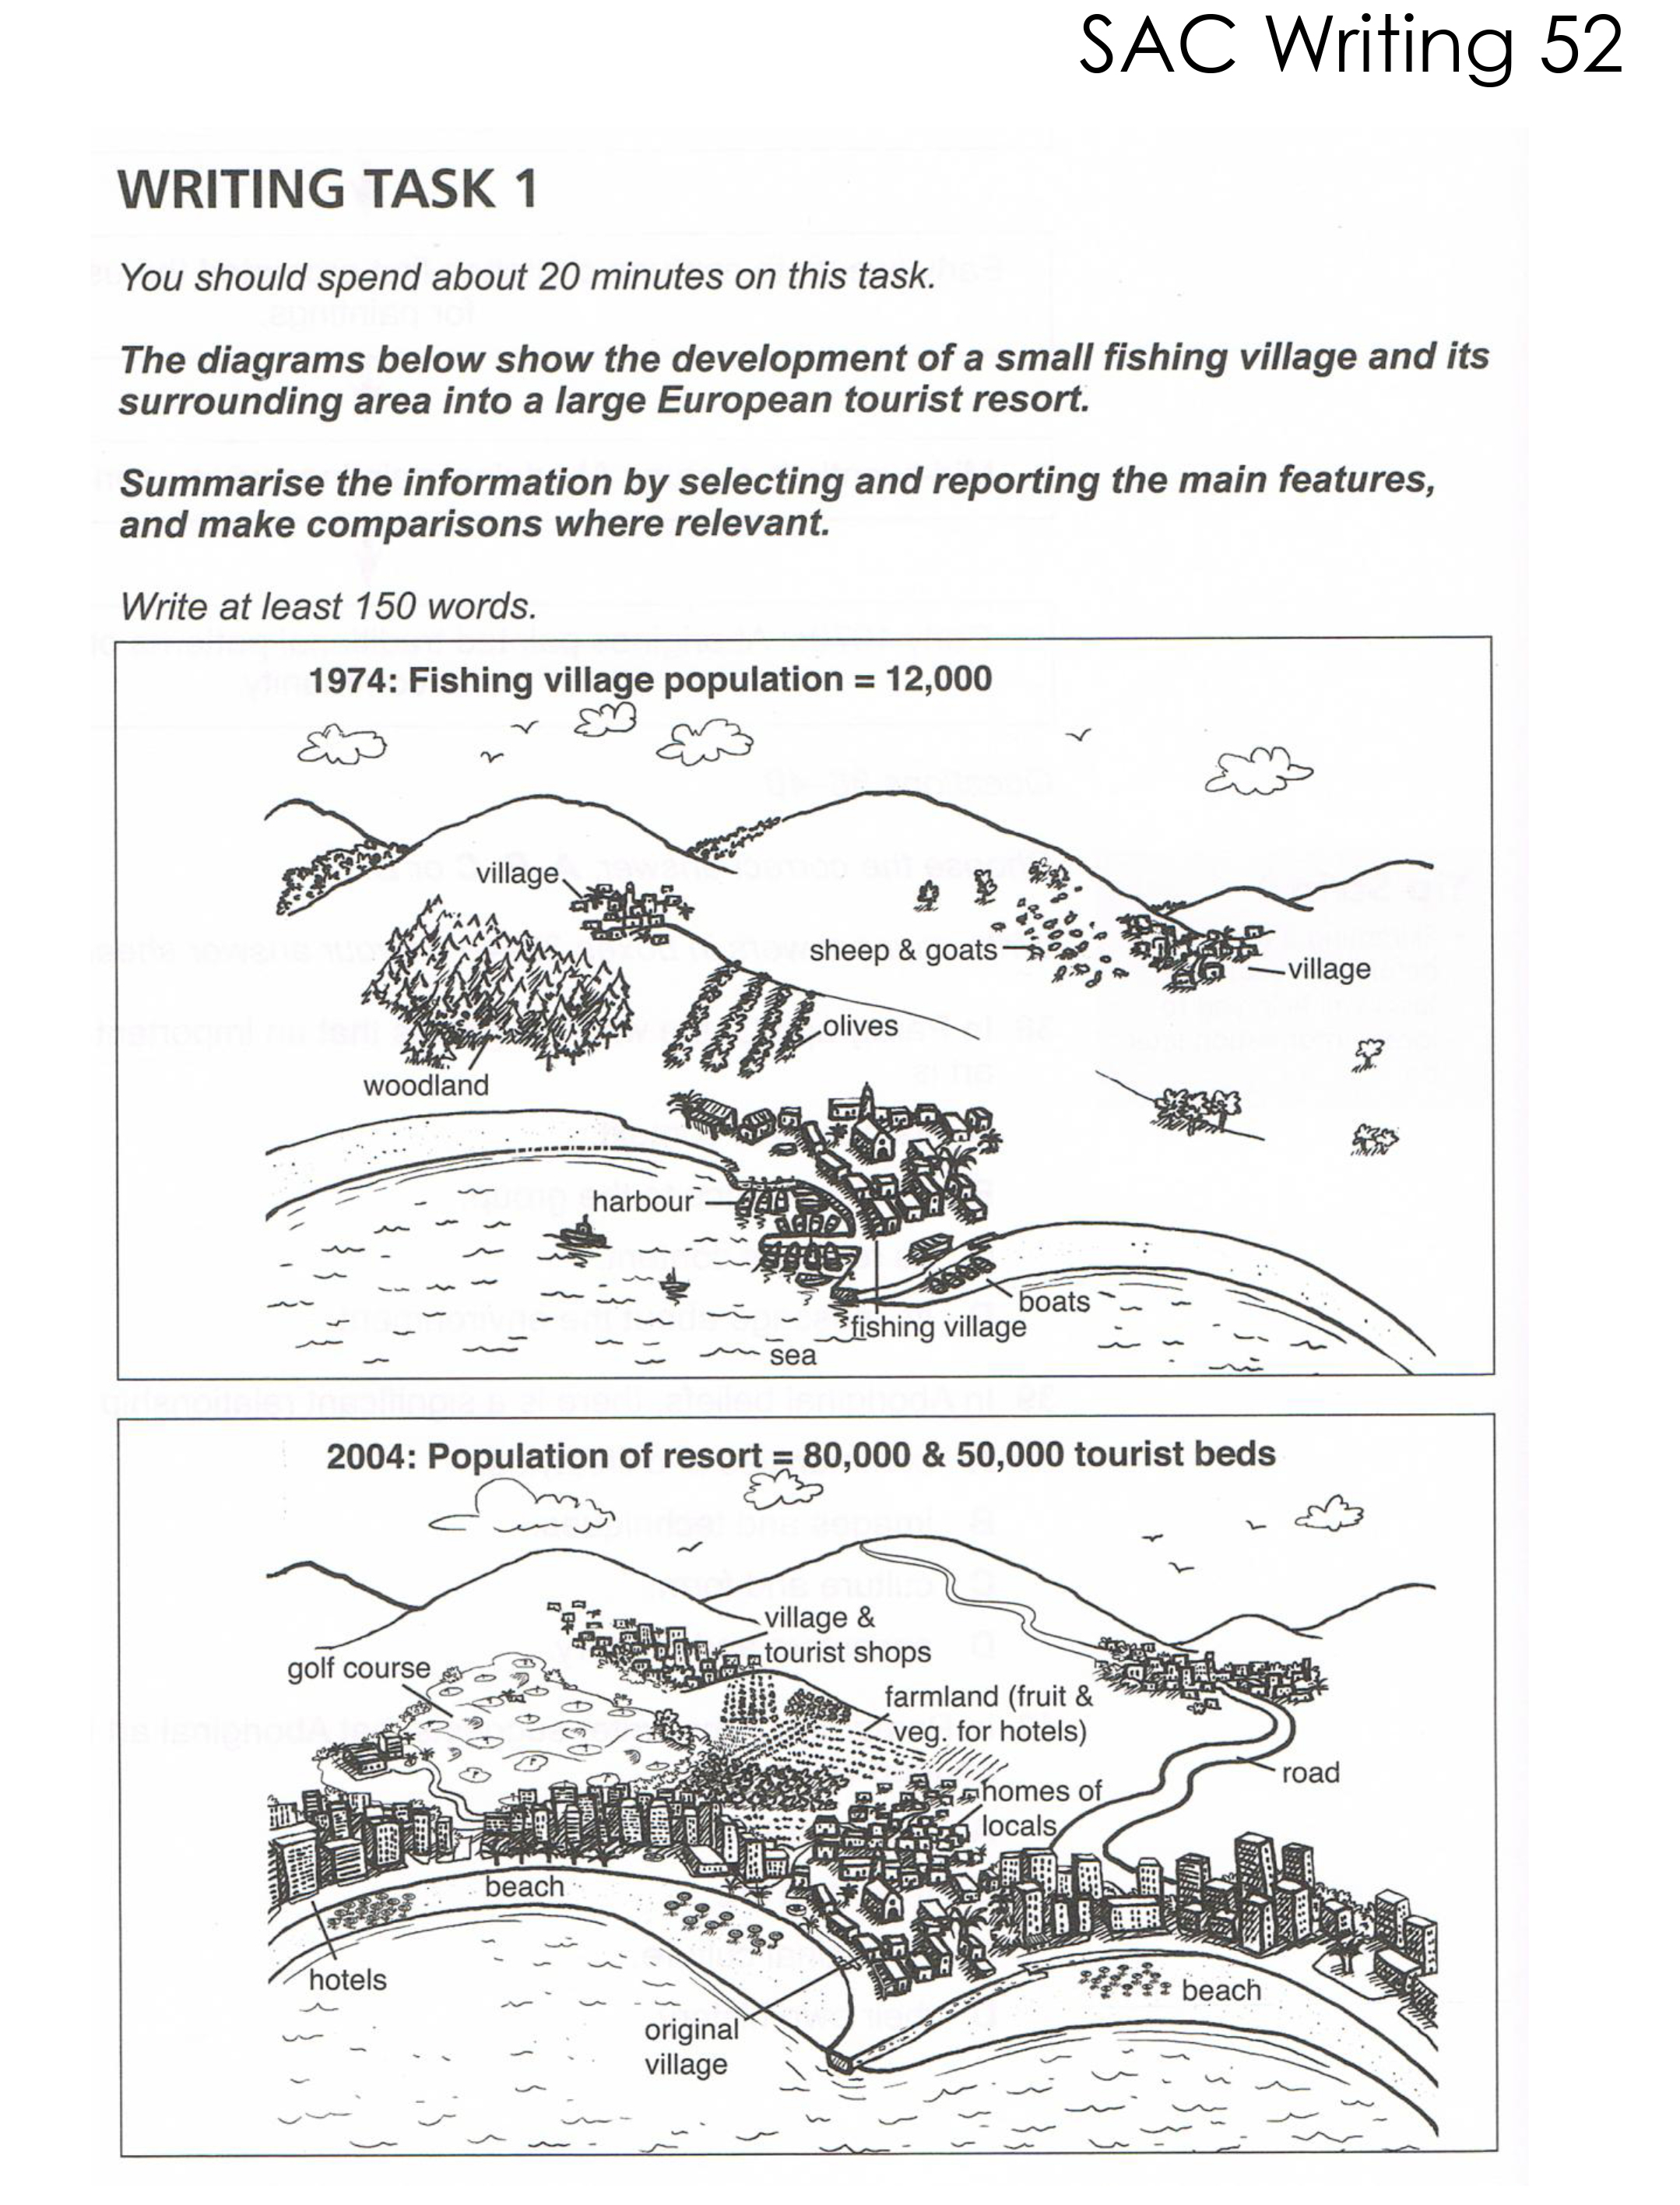 SAC Writing 52
WRITING TASK 1
You should spend about 20 minutes on this task.
The diagrams below show the development of a small fishing village and its
surrounding area into a large European tourist resort.
Summarise the information by selecting and reporting the main features,
and make comparisons where relevant.
Write at least 150 words.
1974: Fishing village population = 12,000
village
sheep & goats
village
olives
woodland
harbour
boats
fishing village
sea
2004: Population of resort = 80,000 & 50,000 tourist beds
village &
tourist shops
golf course
farmland (fruit &
veg. for hotels)
road
homes of
locals
beach
hotels
beach
original
village